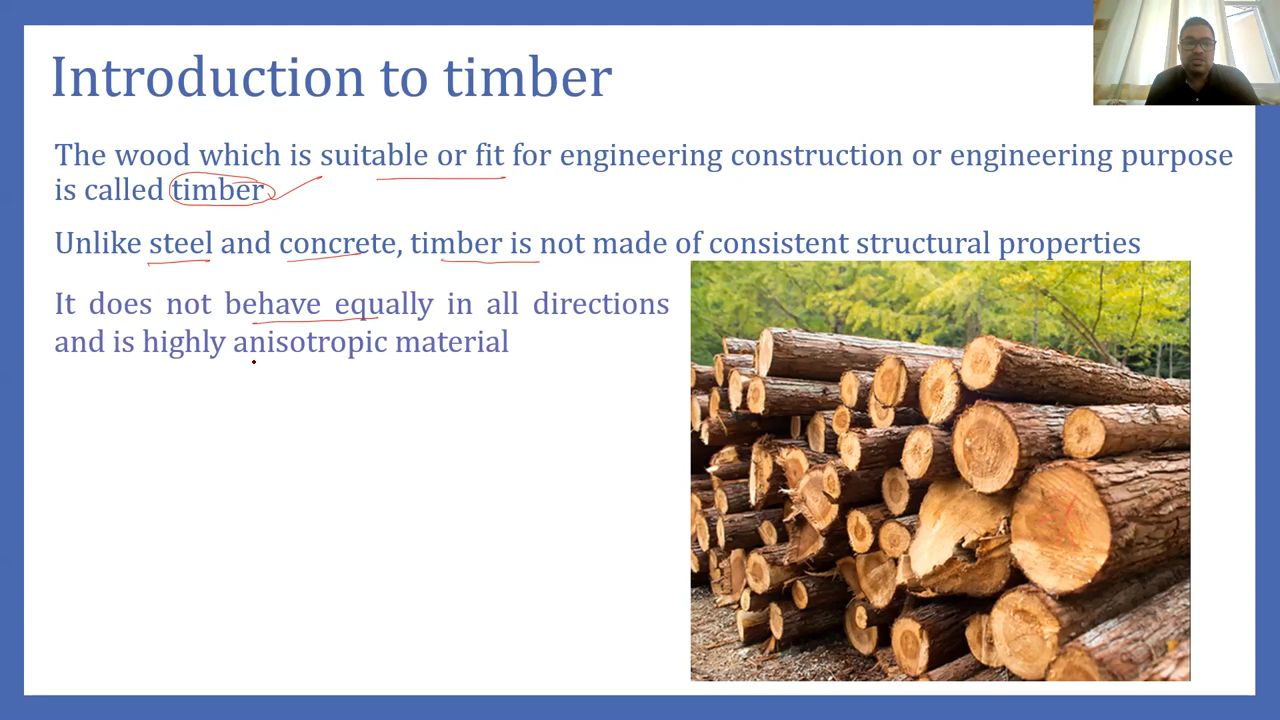 Introduction to timber
The wood which is suitable or fit for engineering construction or engineering purpose
is called timber
Unlike steel and concrete, timber is not made of consistent structural properties
It does not behave equally in all directions
and is highly anisotropic material